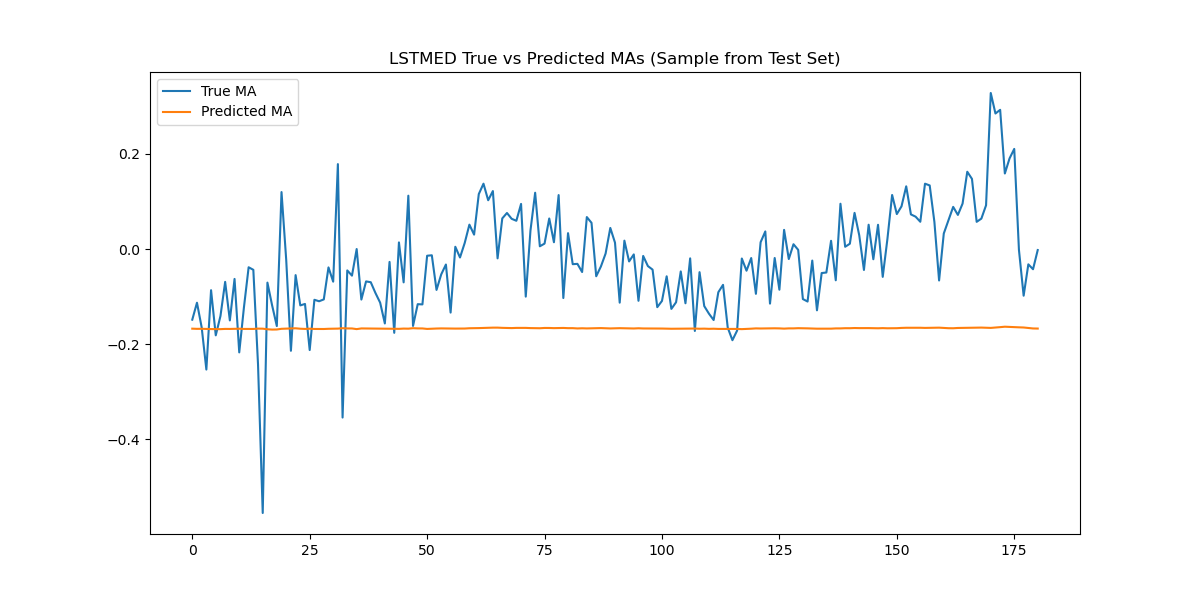 LSTMED True vs Predicted MAs (Sample from Test Set)
True MA
Predicted MA
0.2
0.0
−0.2
−0.4
0 25 50 75 100 125 150 175